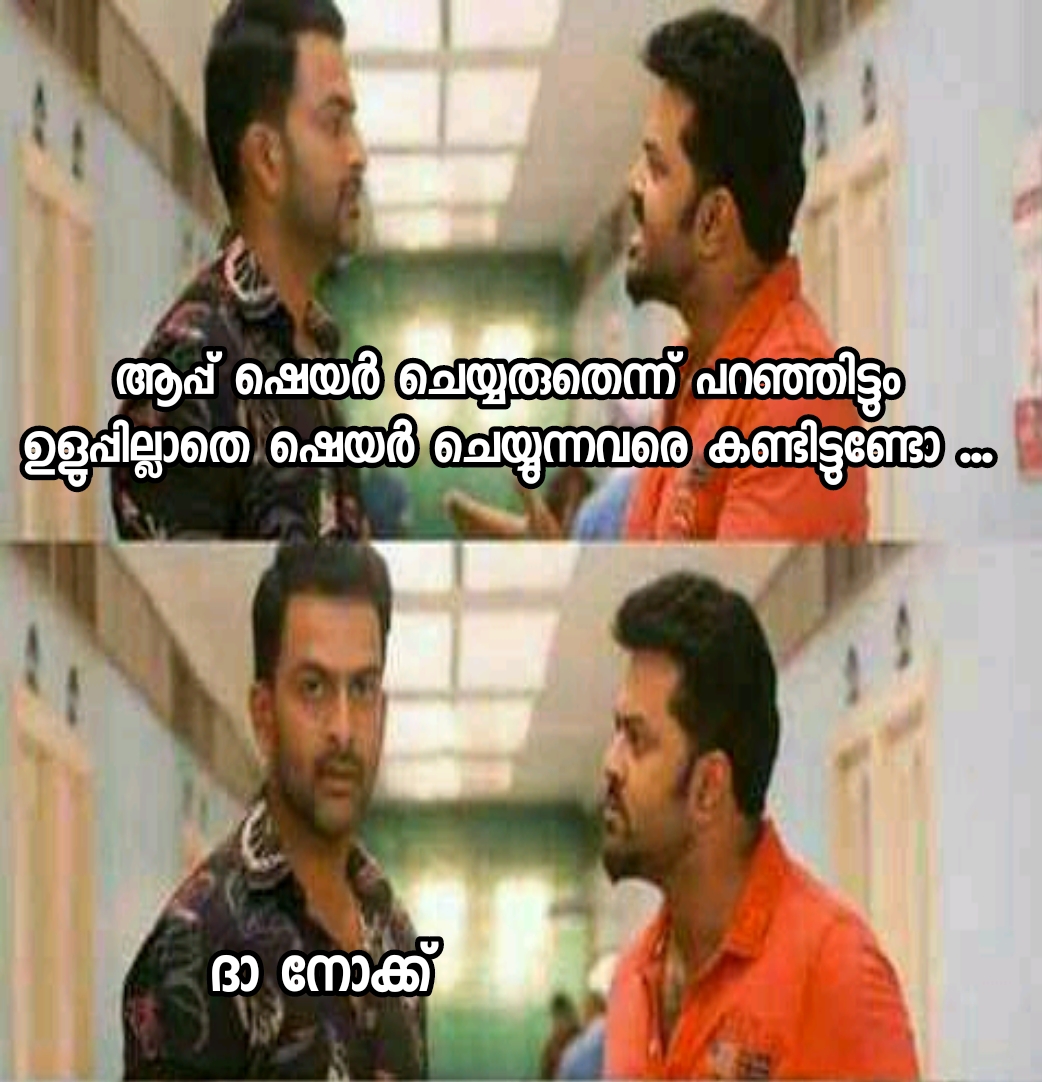 ആപ്പ് ഷെയർ ചെയ്യരുതെന്ന് പറഞ്ഞിട്ടും
ഉളുപ്പില്ലാതെ ഷെയർ ചെയ്യുന്നവരെ കണ്ടിട്ടുണ്ടോ ...
ദാ നോക്ക്